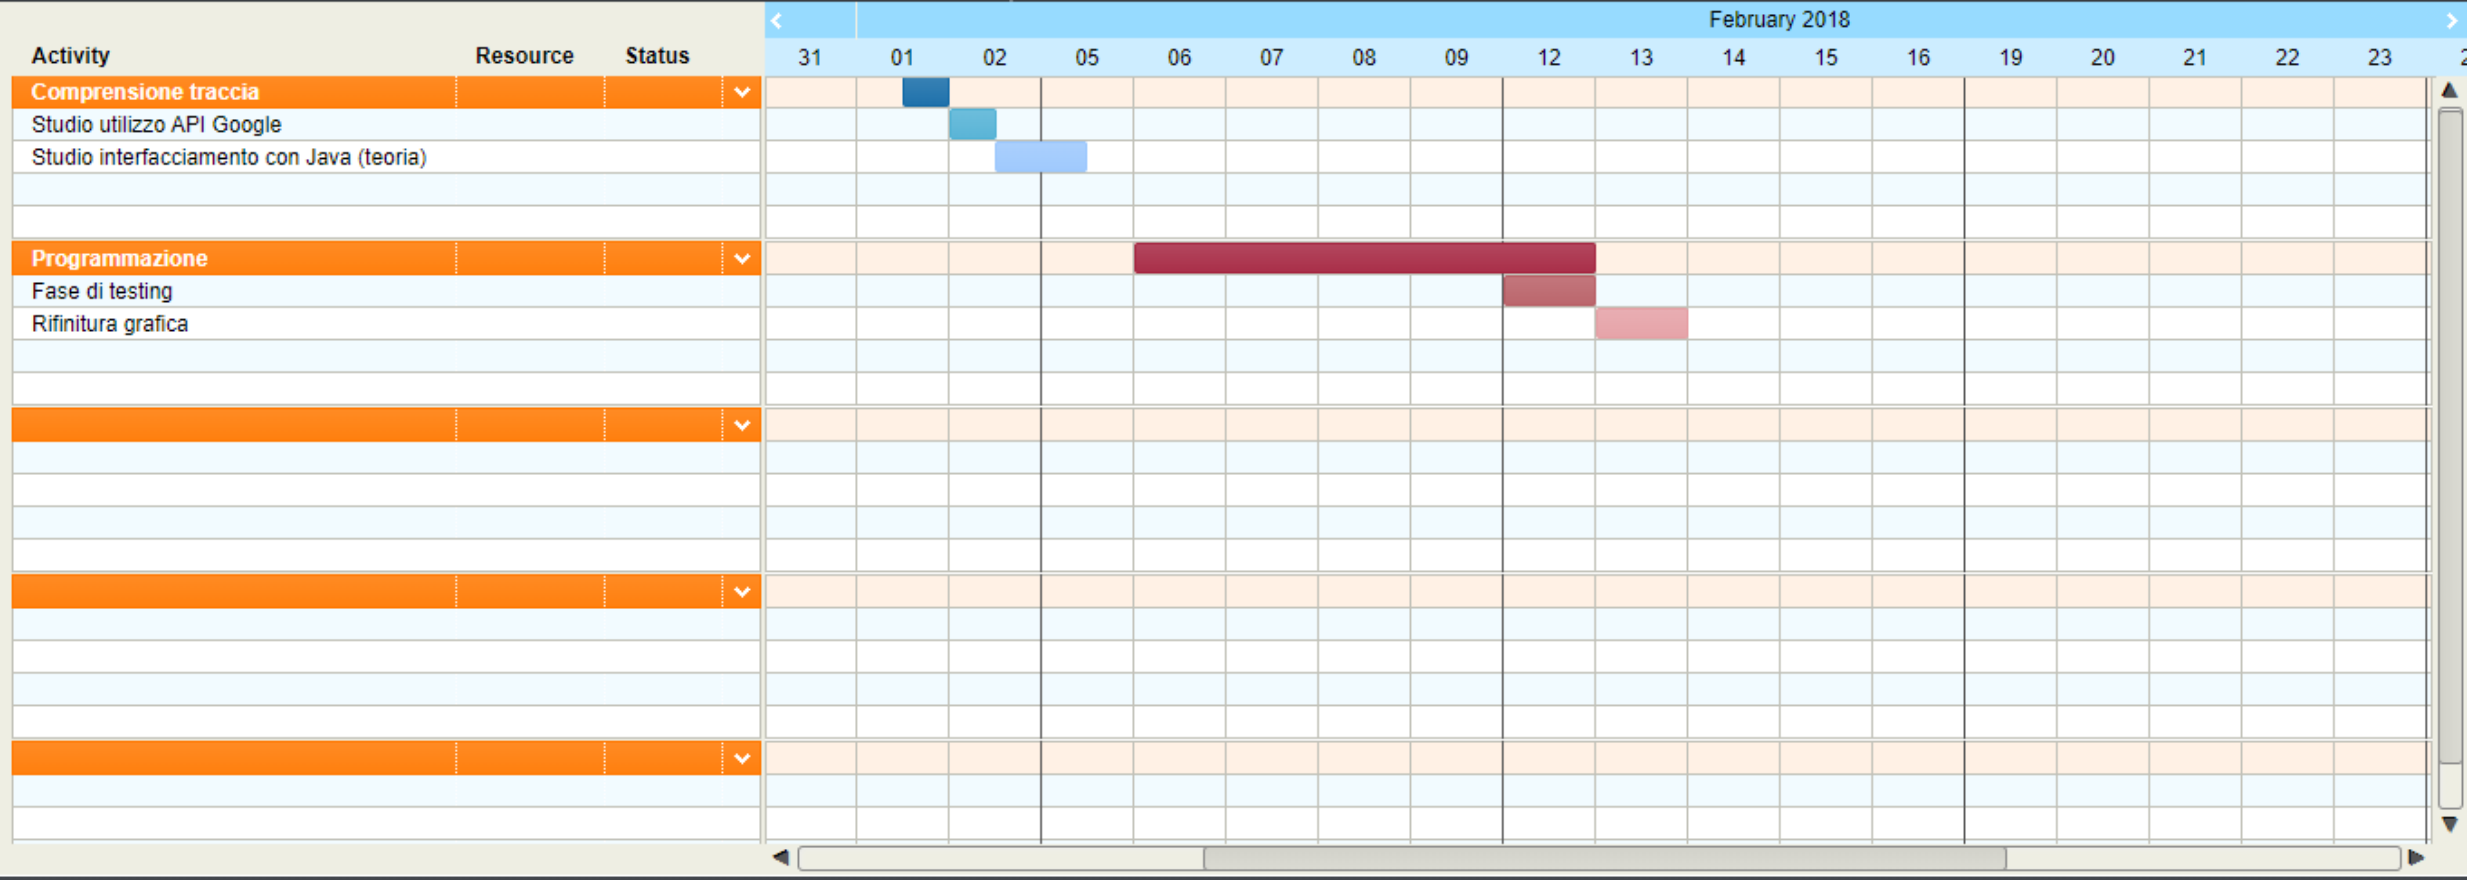 February 2018
Activity Resource Status 31 01 02 05 06 07 08 09 12 13 14 15 16 19 20 21 22 23
Comprensione traccia
Studio utilizzo API Google
Studio interfacciamento con Java (teoria)
Programmazione
Fase di testing
Rifinitura grafica